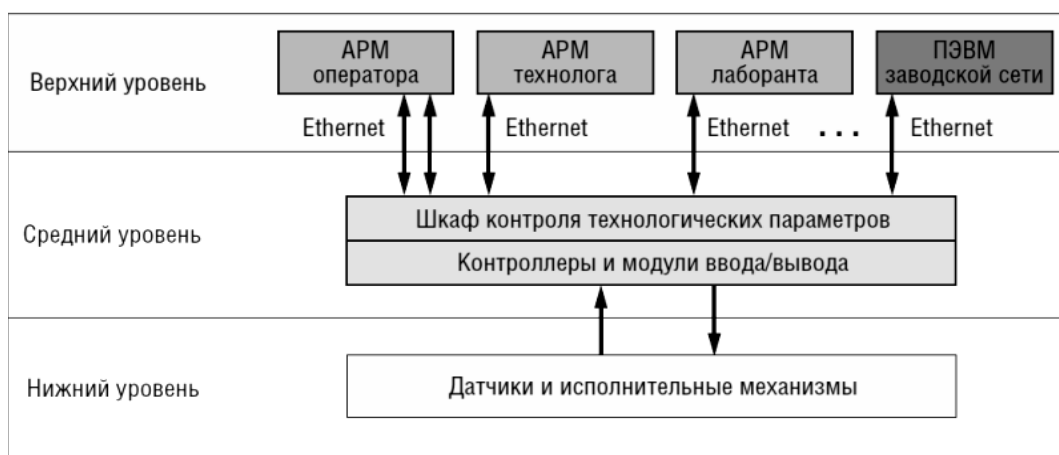 Верхний уровень
АРМ
оператора
АРМ
технолога
АРМ
лаборанта
ПЭВМ
заводской сети
Ethernet
Ethernet
Ethernet
. . .
Ethernet
Средний уровень
Шкаф контроля технологических параметров
Контроллеры и модули ввода/вывода
Нижний уровень
Датчики и исполнительные механизмы